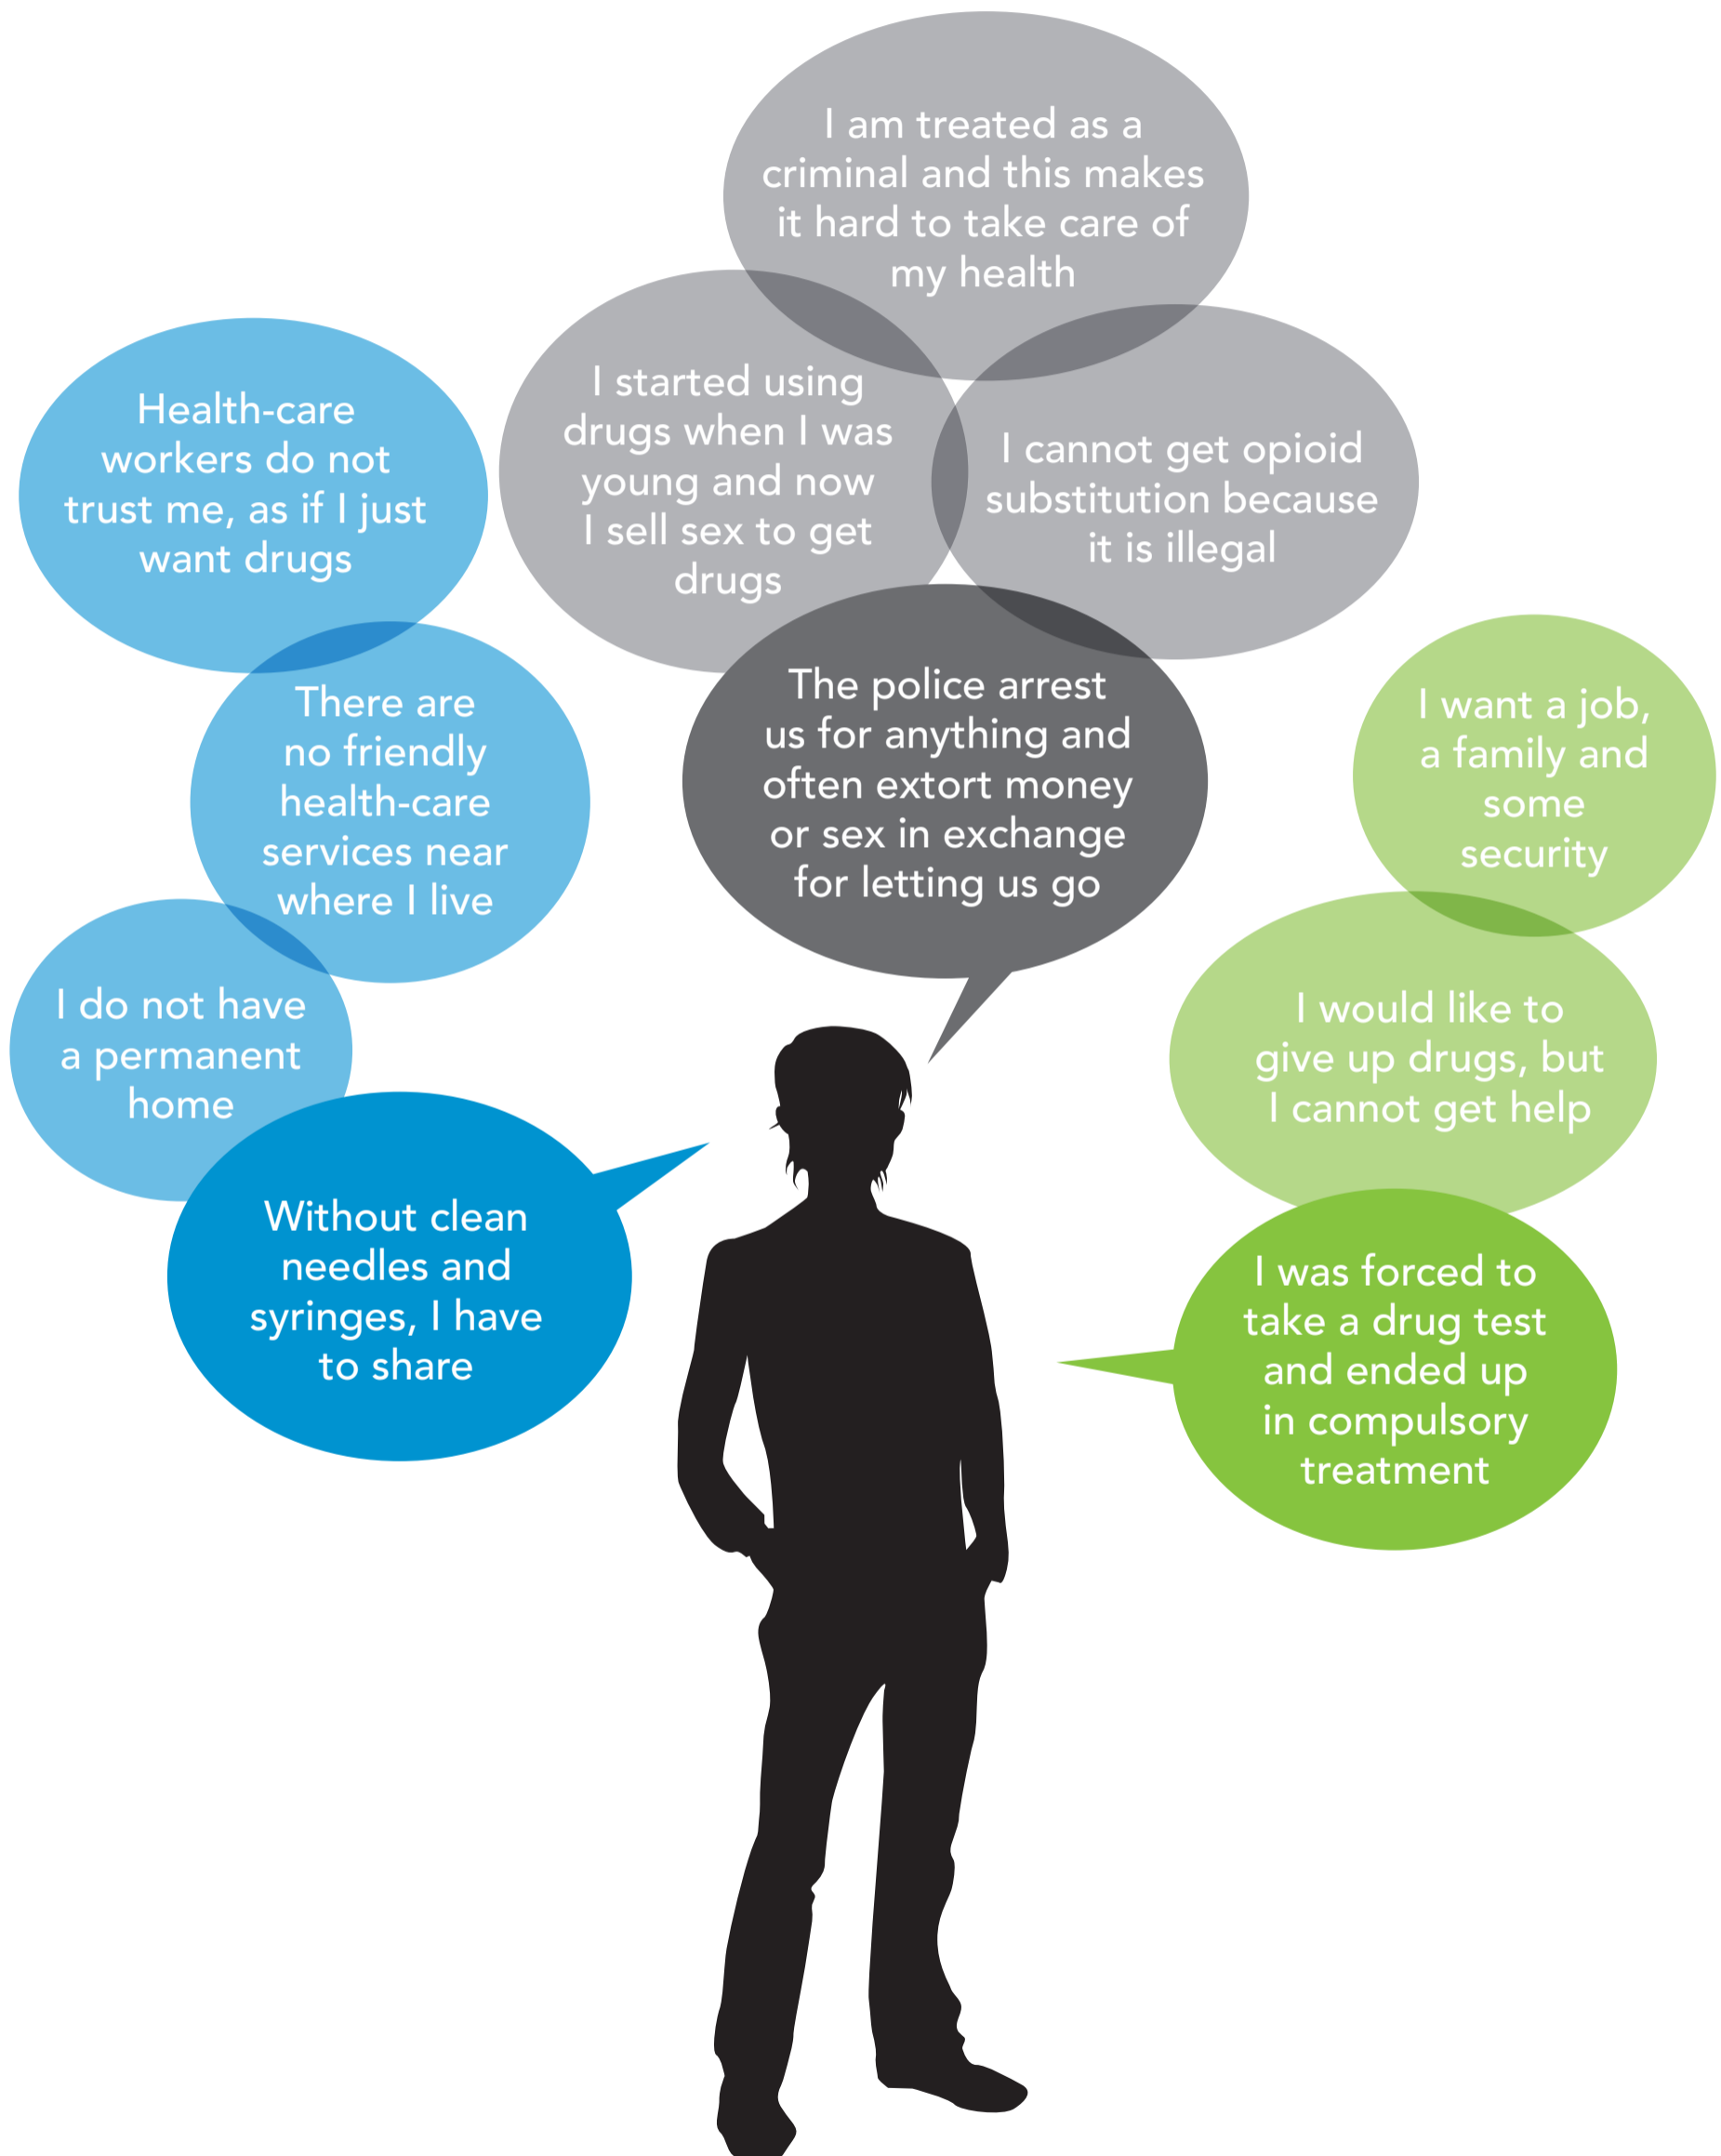 I am treated as a
criminal and this makes
it hard to take care of
my health
I started using
drugs when I was
young and now
I sell sex to get
drugs
I cannot get opioid
substitution because
it is illegal
The police arrest
us for anything and
often extort money
or sex in exchange
for letting us go
Health-care
workers do not
trust me, as if I just
want drugs
There are
no friendly
health-care
services near
where I live
I do not have
a permanent
home
Without clean
needles and
syringes, I have
to share
I want a job,
a family and
some
security
I would like to
give up drugs, but
I cannot get help
I was forced to
take a drug test
and ended up
in compulsory
treatment